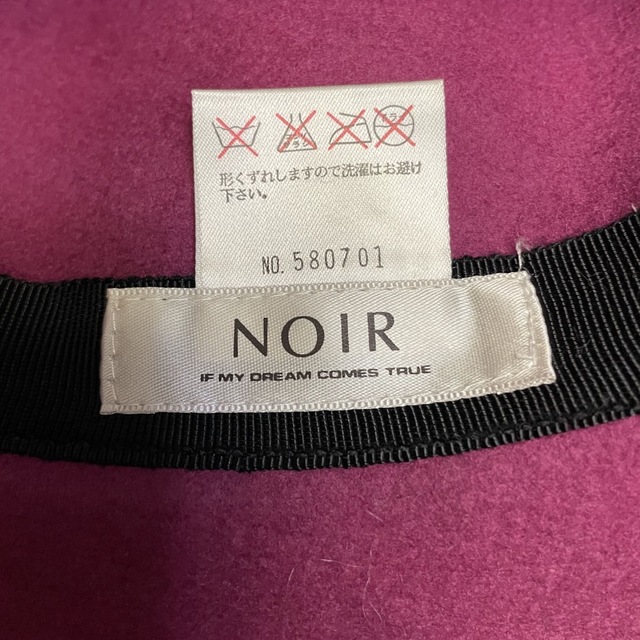 形くずれしますので洗濯はお避け
下さい。
NO. 580701
NOIR
IF MY DREAM COMES TRUE